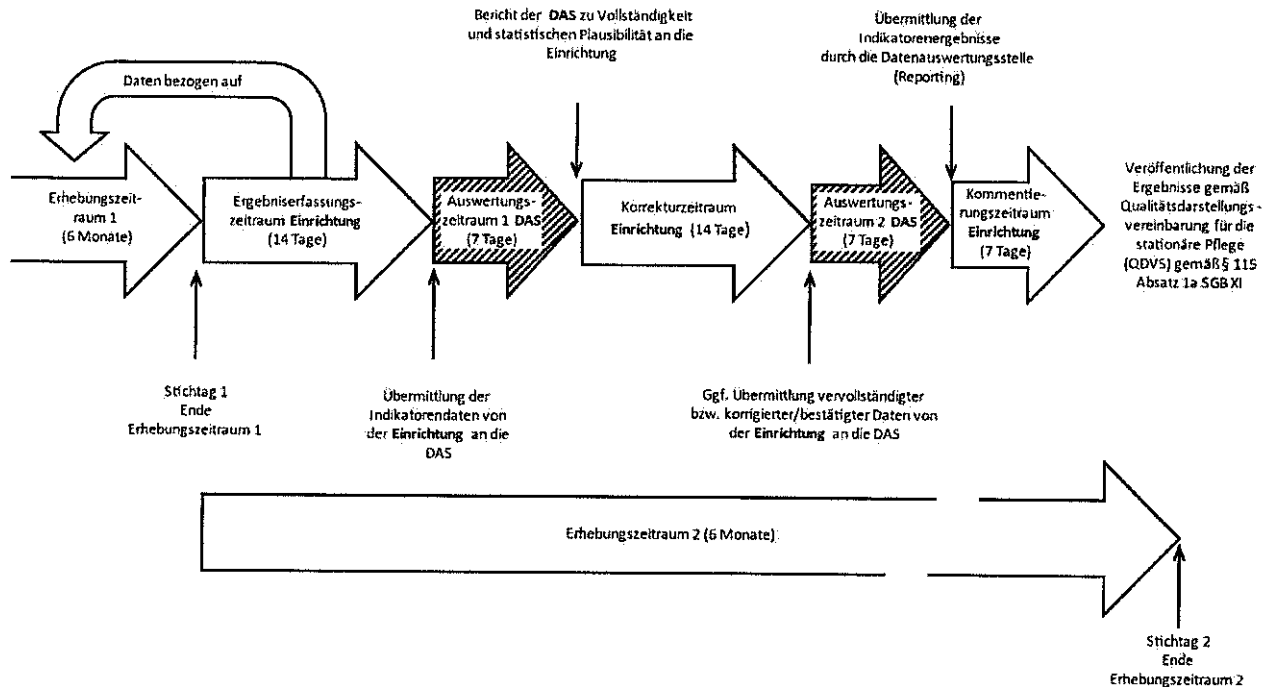 Bericht der DAS zu Vollständigkeit
und statistischen Plausibilität an die
Einrichtung
Übermittlung der
Indikatorenergebnisse
durch die Datenauswertungsstelle
(Reporting)
Daten bezogen auf
Erhebungszeit-
raum 1
(6 Monate)
Ergebniserfassungs-
zeitraum Einrichtung
(14 Tage)
Auswertungs-
zeitraum 1 DAS
(7 Tage)
Korrekturzeitraum
Einrichtung (14 Tage)
Auswertungs-
zeitraum 2 DAS
(7 Tage)
Kommentie-
rungszeitraum
Einrichtung
(7 Tage)
Veröffentlichung der
Ergebnisse gemäß
Qualitätsdarstellungs-
vereinbarung für die
stationäre Pflege
(QDVS) gemäß § 115
Absatz 1a SGB XI
Stichtag 1
Ende
Erhebungszeitraum 1
Übermittlung der
Indikatorendaten von
der Einrichtung an die
DAS
Ggf. Übermittlung vervollständigter
bzw. korrigierter/bestätigter Daten von
der Einrichtung an die DAS
Erhebungszeitraum 2 (6 Monate)
Stichtag 2
Ende
Erhebungszeitraum 2